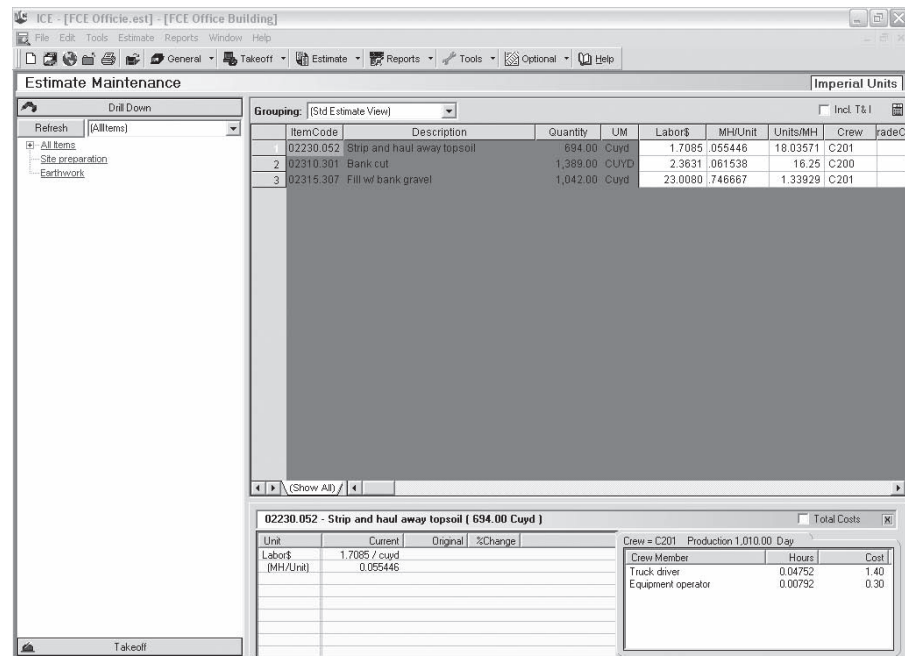 ICE - [FCE Officie.est] - [FCE Office Building]
File Edit Tools Estimate Reports Window Help
General Takeoff Estimate Reports Tools Optional Help
Estimate Maintenance Imperial Units
Drill Down
Refresh (AllItems)
All Items
Site preparation
Earthwork
Grouping: (Std Estimate View) Incl. T& I
ItemCode Description Quantity UM Labor$ MH/Unit Units/MH Crew radeC
1 02230.052 Strip and haul away topsoil 694.00 Cuyd 1.7085 .055446 18.03571 C201
2 02310.301 Bank cut 1,389.00 CUYD 2.3631 .061538 16.25 C200
3 02315.307 Fill w/ bank gravel 1,042.00 Cuyd 23.0080 .746667 1.33929 C201
(Show All)
02230.052 - Strip and haul away topsoil ( 694.00 Cuyd ) Total Costs
Unit Current Original %Change
Labor$ 1.7085 / cuyd
(MH/Unit) 0.055446
Crew = C201 Production 1,010.00 Day
Crew Member Hours Cost
Truck driver 0.04752 1.40
Equipment operator 0.00792 0.30
Takeoff